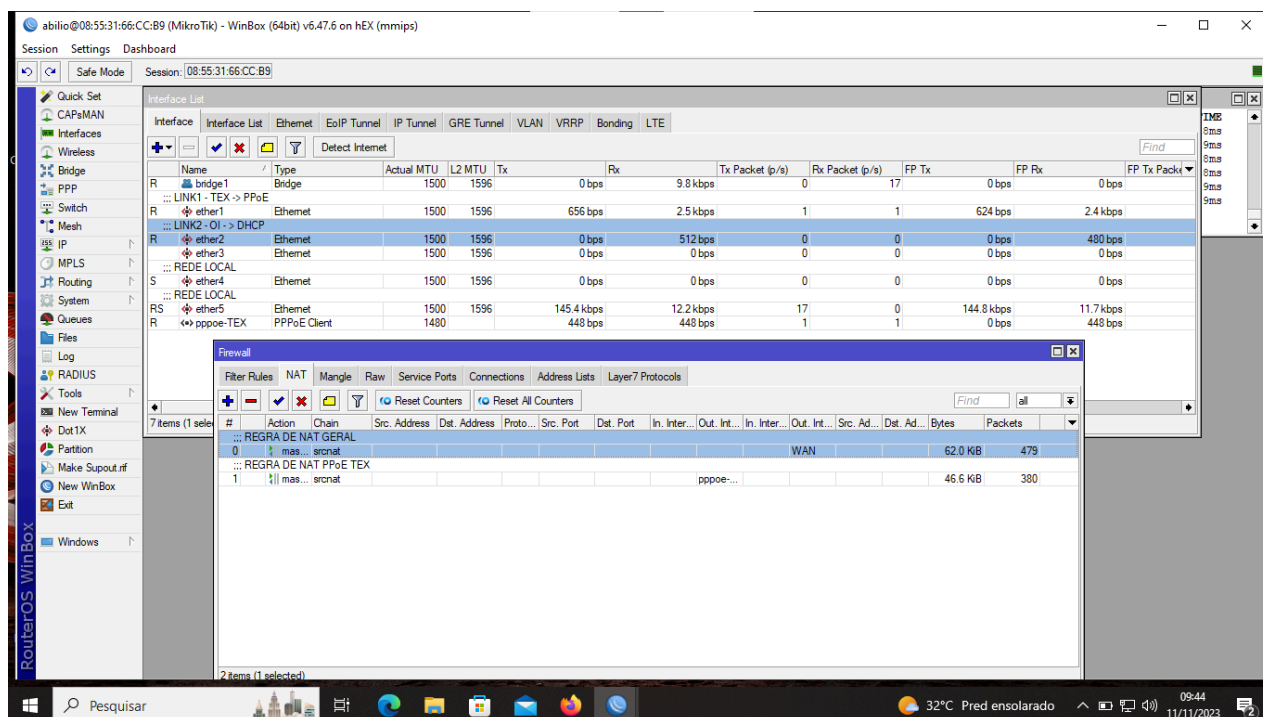 abilio@08:55:31:66:CC:B9 (MikroTik) - WinBox (64bit) v6.47.6 on hEX (mmips)
Session Settings Dashboard
Safe Mode Session: 08:55:31:66:CC:B9
Quick Set
CAPsMAN
Interfaces
Wireless
Bridge
PPP
Switch
Mesh
IP
MPLS
Routing
System
Queues
Files
Log
RADIUS
Tools
New Terminal
Dot1X
Partition
Make Supout.rif
New WinBox
Exit
Windows
RouterOS WinBox
Interface List
Interface Interface List Ethernet EoIP Tunnel IP Tunnel GRE Tunnel VLAN VRRP Bonding LTE
Detect Internet Find
Name / Type Actual MTU L2 MTU Tx Rx Tx Packet (p/s) Rx Packet (p/s) FP Tx FP Rx FP Tx Packe
R bridge1 Bridge 1500 1596 0 bps 9.8 kbps 0 17 0 bps 0 bps
;;; LINK1 - TEX -> PPoE
R ether1 Ethernet 1500 1596 656 bps 2.5 kbps 1 1 624 bps 2.4 kbps
;;; LINK2 - OI - > DHCP
R ether2 Ethernet 1500 1596 0 bps 512 bps 0 0 0 bps 480 bps
ether3 Ethernet 1500 1596 0 bps 0 bps 0 0 0 bps 0 bps
;;; REDE LOCAL
S ether4 Ethernet 1500 1596 0 bps 0 bps 0 0 0 bps 0 bps
;;; REDE LOCAL
RS ether5 Ethernet 1500 1596 145.4 kbps 12.2 kbps 17 0 144.8 kbps 11.7 kbps
R pppoe-TEX PPPoE Client 1480 448 bps 448 bps 1 1 0 bps 448 bps
7 items (1 sele
IME
8ms
9ms
8ms
8ms
9ms
9ms
Firewall
Filter Rules NAT Mangle Raw Service Ports Connections Address Lists Layer7 Protocols
Reset Counters Reset All Counters Find all
# Action Chain Src. Address Dst. Address Proto... Src. Port Dst. Port In. Inter... Out. Int... In. Inter... Out. Int... Src. Ad... Dst. Ad... Bytes Packets
;;; REGRA DE NAT GERAL
0 mas... srcnat WAN 62.0 KiB 479
;;; REGRA DE NAT PPoE TEX
1 mas... srcnat pppoe-... 46.6 KiB 380
2 items (1 selected)
Pesquisar 32°C Pred ensolarado 09:44
11/11/2023 2